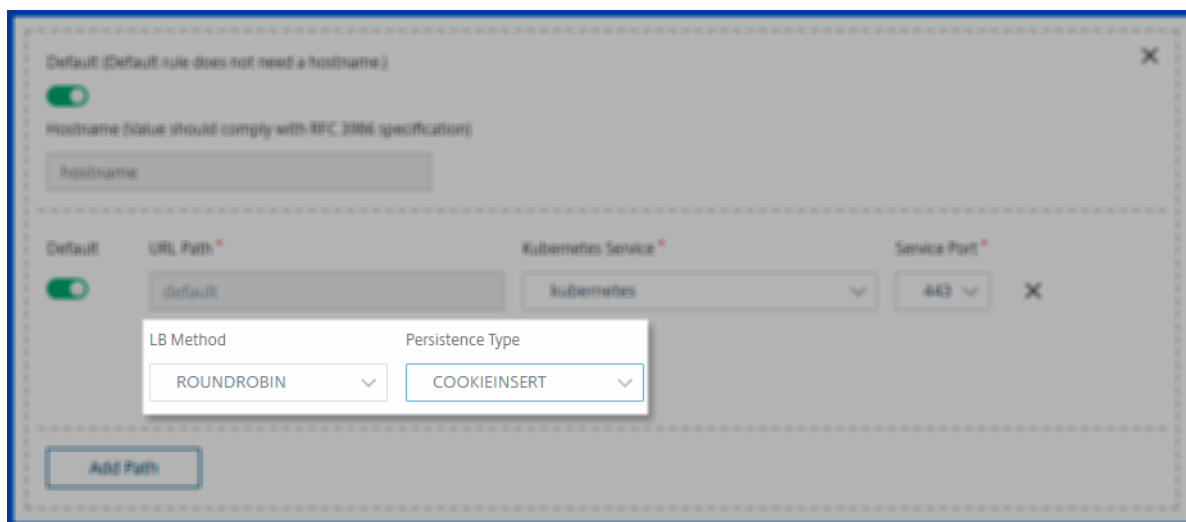 Default (Default rule does not need a hostname.)
Hostname (Value should comply with RFC 3986 specification)
hostname
Default URL Path * Kubernetes Service * Service Port *
default kubernetes 443
LB Method Persistence Type
ROUNDROBIN COOKIEINSERT
Add Path